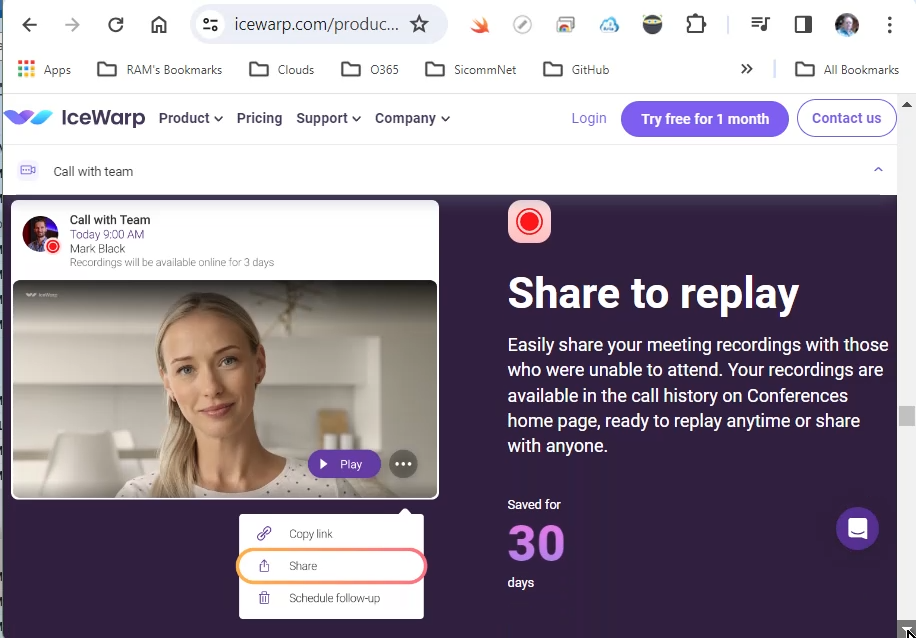 icewarp.com/produc...
Apps
RAM's Bookmarks
Clouds
O365
SicommNet
GitHub
All Bookmarks
IceWarp
Product
Pricing
Support
Company
Login
Try free for 1 month
Contact us
Call with team
Call with Team
Today 9:00 AM
Mark Black
Recordings will be available online for 3 days
IceWarp
Play
Copy link
Share
Schedule follow-up
Share to replay
Easily share your meeting recordings with those
who were unable to attend. Your recordings are
available in the call history on Conferences
home page, ready to replay anytime or share
with anyone.
Saved for
30
days